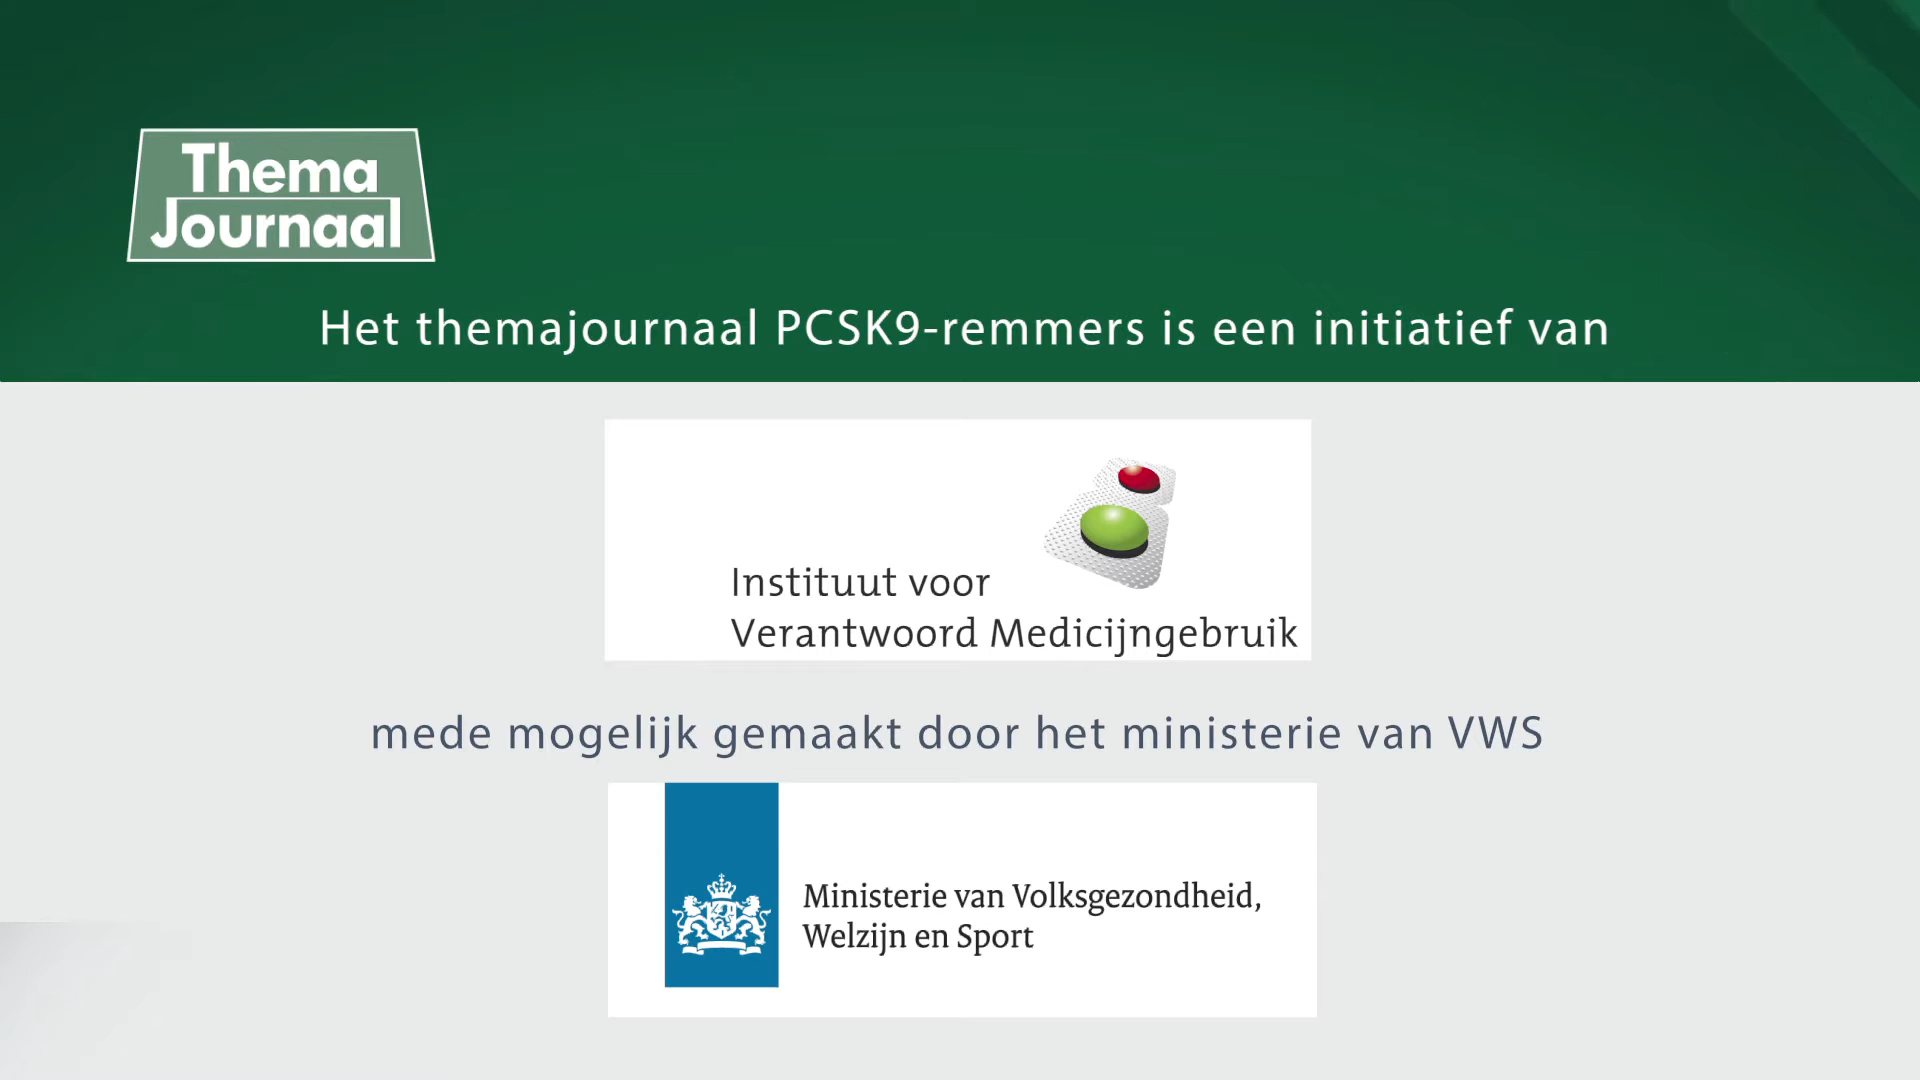 Thema
Journaal
Het themajournaal PCSK9-remmers is een initiatief van
Instituut voor
Verantwoord Medicijngebruik
mede mogelijk gemaakt door het ministerie van VWS
Ministerie van Volksgezondheid,
Welzijn en Sport